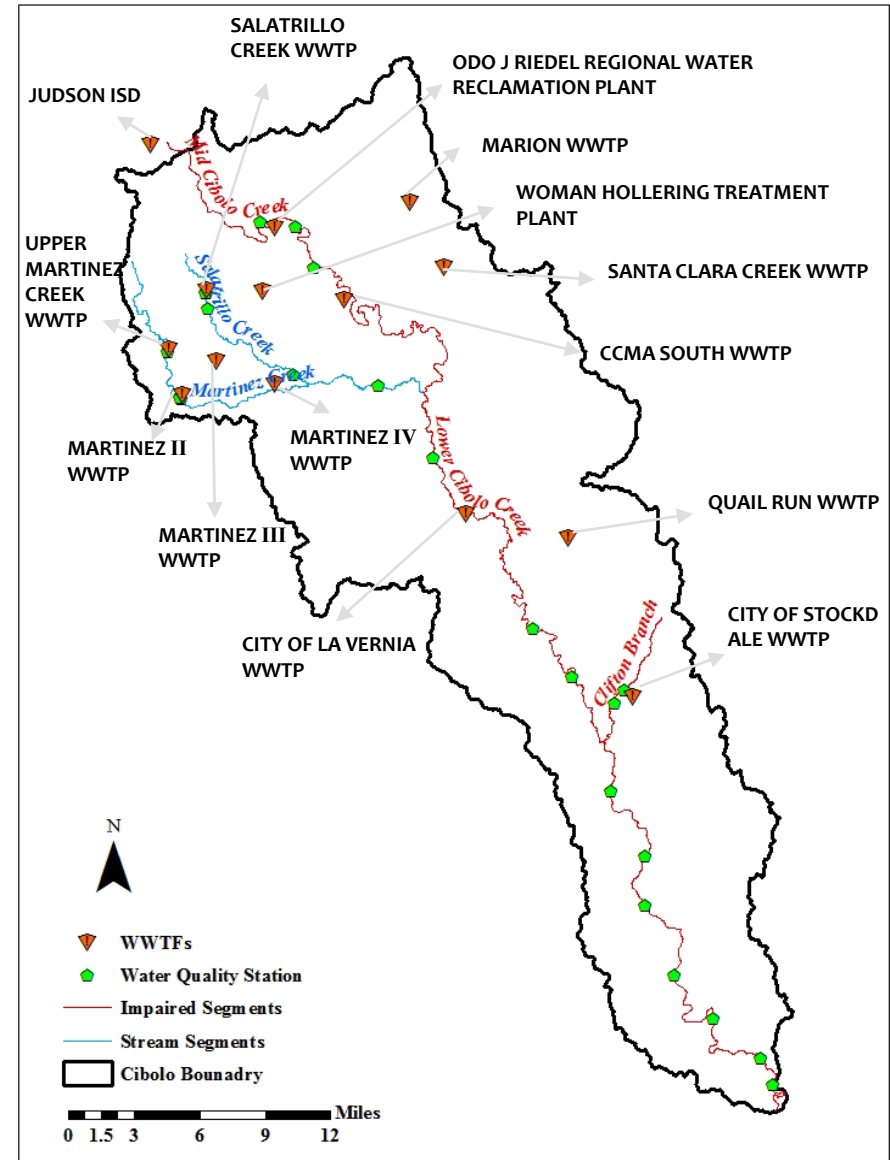 SALATRILLO
CREEK WWTP
ODO J RIEDEL REGIONAL WATER
RECLAMATION PLANT
JUDSON ISD
MARION WWTP
Mid Cibolo Creek
WOMAN HOLLERING TREATMENT
PLANT
UPPER
MARTINEZ
CREEK
WWTP
Salatrillo Creek
SANTA CLARA CREEK WWTP
CCMA SOUTH WWTP
Martinez Creek
MARTINEZ II
WWTP
MARTINEZ IV
WWTP
Lower Cibolo Creek
MARTINEZ III
WWTP
QUAIL RUN WWTP
CITY OF LA VERNIA
WWTP
Clifton Branch
CITY OF STOCKD
ALE WWTP
N
WWTFs
Water Quality Station
Impaired Segments
Stream Segments
Cibolo Bounadry
Miles
0 1.5 3 6 9 12